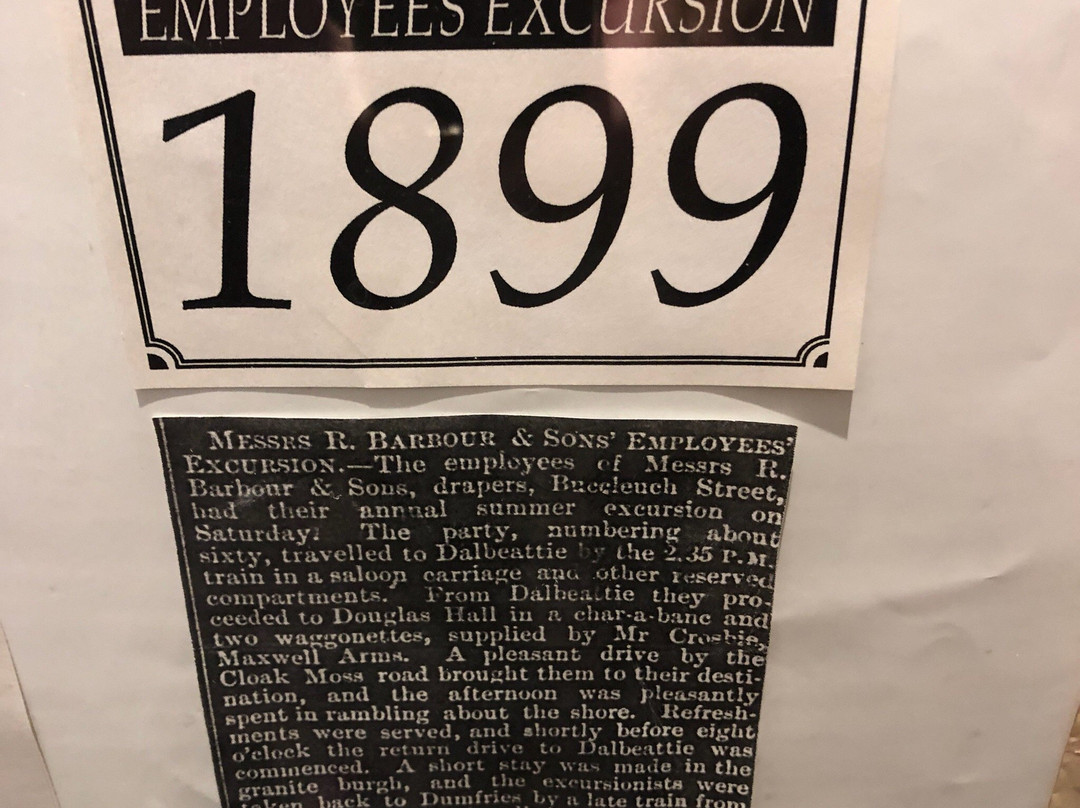 EMPLOYEES EXCURSION
1899
MESSRS R. BARBOUR & SONS' EMPLOYEES'
EXCURSION.—The employees of Messrs R.
Barbour & Sons, drapers, Buccleuch Street,
had their annual summer excursion on
Saturday. The party, numbering about
sixty, travelled to Dalbeattie by the 2.35 P.M.
train in a saloon carriage and other reserved
compartments. From Dalbeattie they pro-
ceeded to Douglas Hall in a char-a-banc and
two waggonettes, supplied by Mr Crosbie,
Maxwell Arms. A pleasant drive by the
Cloak Moss road brought them to their desti-
nation, and the afternoon was pleasantly
spent in rambling about the shore. Refresh-
ments were served, and shortly before eight
o'clock the return drive to Dalbeattie was
commenced. A short stay was made in the
granite burgh, and the excursionists were
taken back to Dumfries by a late train from